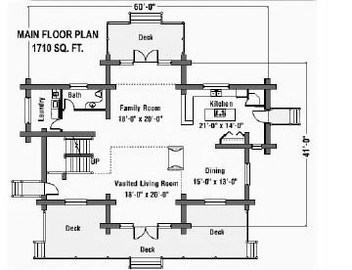 60'-0"
MAIN FLOOR PLAN
1710 SQ. FT.
Deck
Laundry
Bath
Family Room
18'-0" x 20'-0"
Kitchen
21'-0" x 14'-0"
41'-0"
UP
Dining
15'-0" x 13'-0"
Vaulted Living Room
18'-0" x 20'-0"
Deck
Deck
Deck